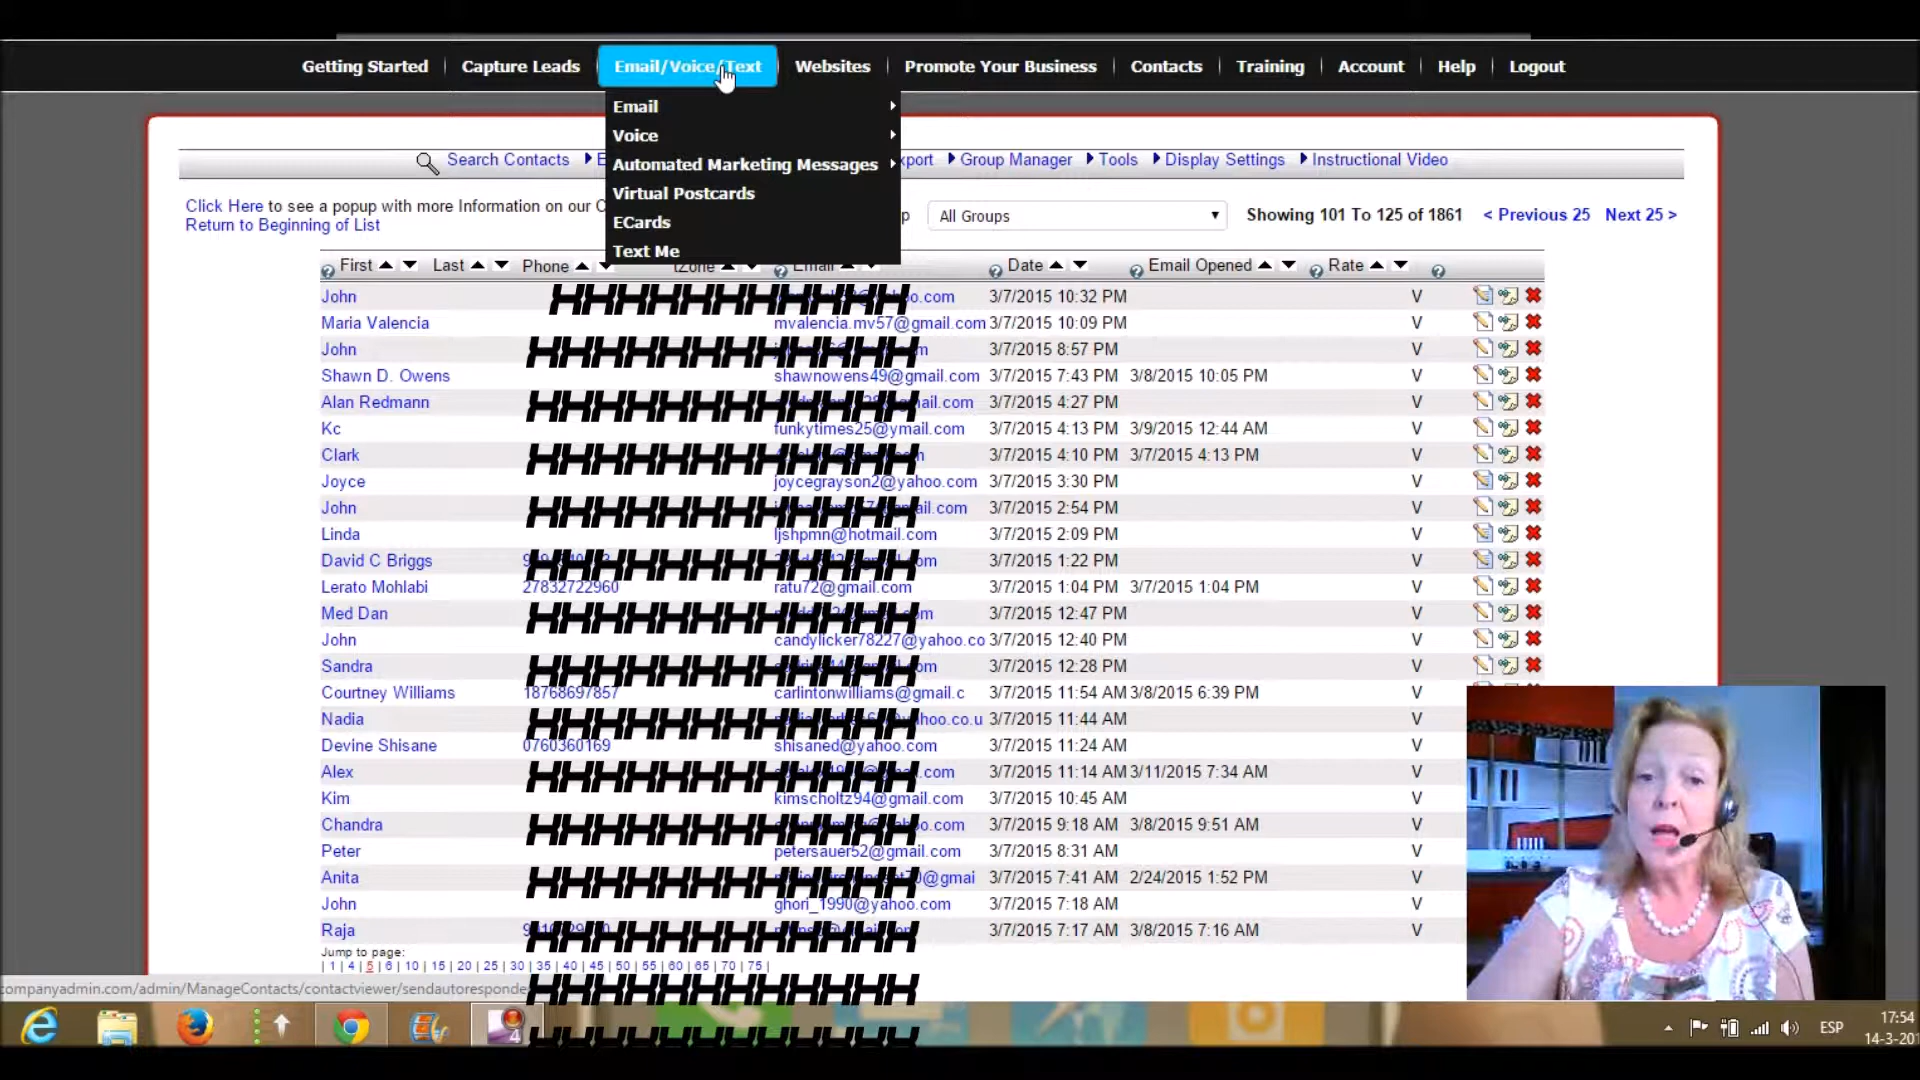 Getting Started Capture Leads Email/Voice/Text Websites Promote Your Business Contacts Training Account Help Logout
Email
Voice
Automated Marketing Messages
Virtual Postcards
ECards
Text Me
Search Contacts Group Manager Tools Display Settings Instructional Video
Click Here to see a popup with more Information on our
Return to Beginning of List
All Groups Showing 101 To 125 of 1861 < Previous 25 Next 25 >
First Last Phone Email Date Email Opened Rate
John 3/7/2015 10:32 PM V
Maria Valencia mvalencia.mv57@gmail.com 3/7/2015 10:09 PM V
John 3/7/2015 8:57 PM V
Shawn D. Owens shawnowens49@gmail.com 3/7/2015 7:43 PM 3/8/2015 10:05 PM V
Alan Redmann 3/7/2015 4:27 PM V
Kc funkytimes25@ymail.com 3/7/2015 4:13 PM 3/9/2015 12:44 AM V
Clark 3/7/2015 4:10 PM 3/7/2015 4:13 PM V
Joyce joycegrayson2@yahoo.com 3/7/2015 3:30 PM V
John 3/7/2015 2:54 PM V
Linda ljshpmn@hotmail.com 3/7/2015 2:09 PM V
David C Briggs 3/7/2015 1:22 PM V
Lerato Mohlabi 27832722960 ratu72@gmail.com 3/7/2015 1:04 PM 3/7/2015 1:04 PM V
Med Dan 3/7/2015 12:47 PM V
John candylicker78227@yahoo.co 3/7/2015 12:40 PM V
Sandra 3/7/2015 12:28 PM V
Courtney Williams 18768697857 carlintonwilliams@gmail.c 3/7/2015 11:54 AM 3/8/2015 6:39 PM V
Nadia 3/7/2015 11:44 AM V
Devine Shisane 0760360169 shisaned@yahoo.com 3/7/2015 11:24 AM V
Alex 3/7/2015 11:14 AM 3/11/2015 7:34 AM V
Kim kimscholtz94@gmail.com 3/7/2015 10:45 AM V
Chandra 3/7/2015 9:18 AM 3/8/2015 9:51 AM V
Peter petersauer52@gmail.com 3/7/2015 8:31 AM V
Anita 3/7/2015 7:41 AM 2/24/2015 1:52 PM V
John ghori_1990@yahoo.com 3/7/2015 7:18 AM V
Raja 3/7/2015 7:17 AM 3/8/2015 7:16 AM V
Jump to page:
| 1 | 4 | 5 | 6 | 10 | 15 | 20 | 25 | 30 | 35 | 40 | 45 | 50 | 55 | 60 | 65 | 70 | 75 |
companyadmin.com/admin/ManageContacts/contactviewer/sendautoresponde
4 ESP 17:54
14-3-201